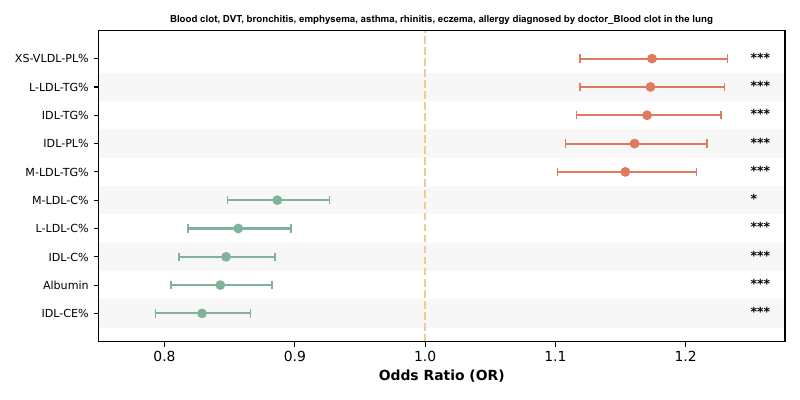 Blood clot, DVT, bronchitis, emphysema, asthma, rhinitis, eczema, allergy diagnosed by doctor_Blood clot in the lung
XS-VLDL-PL% ***
L-LDL-TG% ***
IDL-TG% ***
IDL-PL% ***
M-LDL-TG% ***
M-LDL-C% *
L-LDL-C% ***
IDL-C% ***
Albumin ***
IDL-CE% ***
0.8 0.9 1.0 1.1 1.2
Odds Ratio (OR)